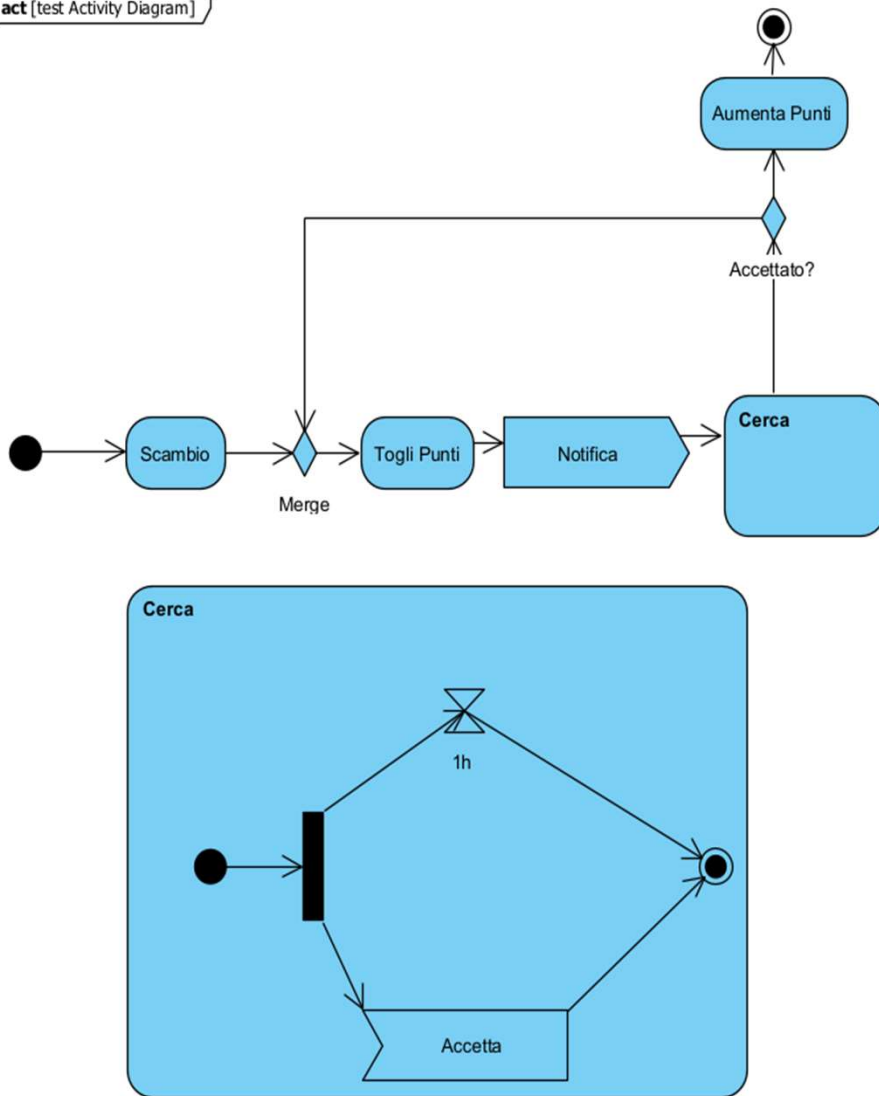 act [test Activity Diagram]
Aumenta Punti
Accettato?
Scambio
Merge
Togli Punti
Notifica
Cerca
Cerca
1h
Accetta